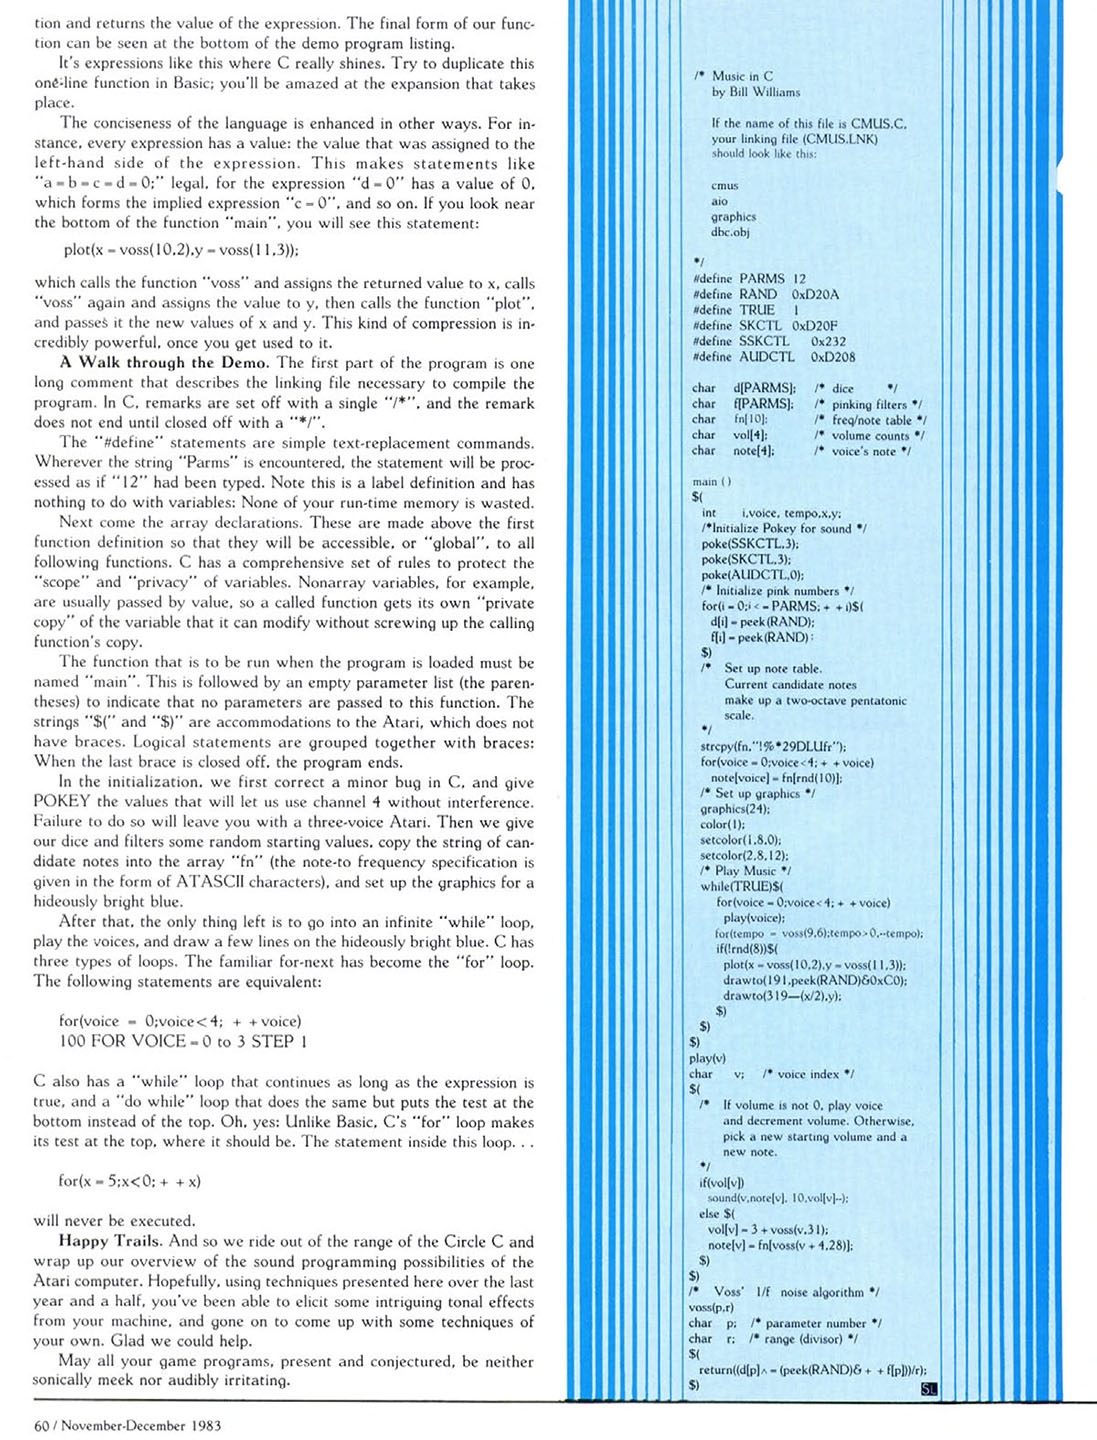 tion and returns the value of the expression. The final form of our func-
tion can be seen at the bottom of the demo program listing.
It's expressions like this where C really shines. Try to duplicate this
one-line function in Basic; you'll be amazed at the expansion that takes
place.
The conciseness of the language is enhanced in other ways. For in-
stance, every expression has a value: the value that was assigned to the
left-hand side of the expression. This makes statements like
"a = b = c = d = 0;" legal, for the expression "d = 0" has a value of 0,
which forms the implied expression "c = 0", and so on. If you look near
the bottom of the function "main", you will see this statement:
plot(x = voss(10,2),y = voss(11,3));
which calls the function "voss" and assigns the returned value to x, calls
"voss" again and assigns the value to y, then calls the function "plot",
and passes it the new values of x and y. This kind of compression is in-
credibly powerful, once you get used to it.
A Walk through the Demo. The first part of the program is one
long comment that describes the linking file necessary to compile the
program. In C, remarks are set off with a single "/*", and the remark
does not end until closed off with a "*/".
The "#define" statements are simple text-replacement commands.
Wherever the string "Parms" is encountered, the statement will be proc-
essed as if "12" had been typed. Note this is a label definition and has
nothing to do with variables: None of your run-time memory is wasted.
Next come the array declarations. These are made above the first
function definition so that they will be accessible, or "global", to all
following functions. C has a comprehensive set of rules to protect the
"scope" and "privacy" of variables. Nonarray variables, for example,
are usually passed by value, so a called function gets its own "private
copy" of the variable that it can modify without screwing up the calling
function's copy.
The function that is to be run when the program is loaded must be
named "main". This is followed by an empty parameter list (the paren-
theses) to indicate that no parameters are passed to this function. The
strings "$(" and "$)" are accommodations to the Atari, which does not
have braces. Logical statements are grouped together with braces:
When the last brace is closed off, the program ends.
In the initialization, we first correct a minor bug in C, and give
POKEY the values that will let us use channel 4 without interference.
Failure to do so will leave you with a three-voice Atari. Then we give
our dice and filters some random starting values, copy the string of can-
didate notes into the array "fn" (the note-to frequency specification is
given in the form of ATASCII characters), and set up the graphics for a
hideously bright blue.
After that, the only thing left is to go into an infinite "while" loop,
play the voices, and draw a few lines on the hideously bright blue. C has
three types of loops. The familiar for-next has become the "for" loop.
The following statements are equivalent:
for(voice = 0;voice<4; + +voice)
100 FOR VOICE = 0 to 3 STEP 1
C also has a "while" loop that continues as long as the expression is
true, and a "do while" loop that does the same but puts the test at the
bottom instead of the top. Oh, yes: Unlike Basic, C's "for" loop makes
its test at the top, where it should be. The statement inside this loop. . .
for(x = 5;x<0; + +x)
will never be executed.
Happy Trails. And so we ride out of the range of the Circle C and
wrap up our overview of the sound programming possibilities of the
Atari computer. Hopefully, using techniques presented here over the last
year and a half, you've been able to elicit some intriguing tonal effects
from your machine, and gone on to come up with some techniques of
your own. Glad we could help.
May all your game programs, present and conjectured, be neither
sonically meek nor audibly irritating.
/* Music in C
by Bill Williams
If the name of this file is CMUS.C,
your linking file (CMUS.LNK)
should look like this:
cmus
aio
graphics
dbc.obj
*/
#define PARMS 12
#define RAND 0xD20A
#define TRUE 1
#define SKCTL 0xD20F
#define SSKCTL 0x232
#define AUDCTL 0xD208
char d[PARMS]; /* dice */
char f[PARMS]; /* pinking filters */
char fn[10]; /* freq/note table */
char vol[4]; /* volume counts */
char note[4]; /* voice's note */
main ()
$(
int i,voice, tempo,x,y;
/*Initialize Pokey for sound */
poke(SSKCTL,3);
poke(SKCTL,3);
poke(AUDCTL,0);
/* Initialize pink numbers */
for(i = 0;i < = PARMS; + + i)$(
d[i] = peek(RAND);
f[i] = peek(RAND) ;
$)
/* Set up note table.
Current candidate notes
make up a two-octave pentatonic
scale.
*/
strcpy(fn,"!%*29DLUfr");
for(voice = 0;voice<4; + +voice)
note[voice] = fn[rnd(10)];
/* Set up graphics */
graphics(24);
color(1);
setcolor(1,8,0);
setcolor(2,8,12);
/* Play Music */
while(TRUE)$(
for(voice = 0;voice<4; + +voice)
play(voice);
for(tempo = voss(9,6);tempo>0,--tempo);
if(!rnd(8))$(
plot(x = voss(10,2),y = voss(11,3));
drawto(191,peek(RAND)&0xC0);
drawto(319—(x/2),y);
$)
$)
$)
play(v)
char v; /* voice index */
$(
/* If volume is not 0, play voice
and decrement volume. Otherwise,
pick a new starting volume and a
new note.
*/
if(vol[v])
sound(v,note[v], 10,vol[v]--);
else $(
vol[v] = 3 + voss(v,31);
note[v] = fn[voss(v + 4,28)];
$)
$)
/* Voss' 1/f noise algorithm */
voss(p,r)
char p; /* parameter number */
char r; /* range (divisor) */
$(
return((d[p]^ = (peek(RAND)& + + f[p]))/r);
$)
SL
60 / November-December 1983